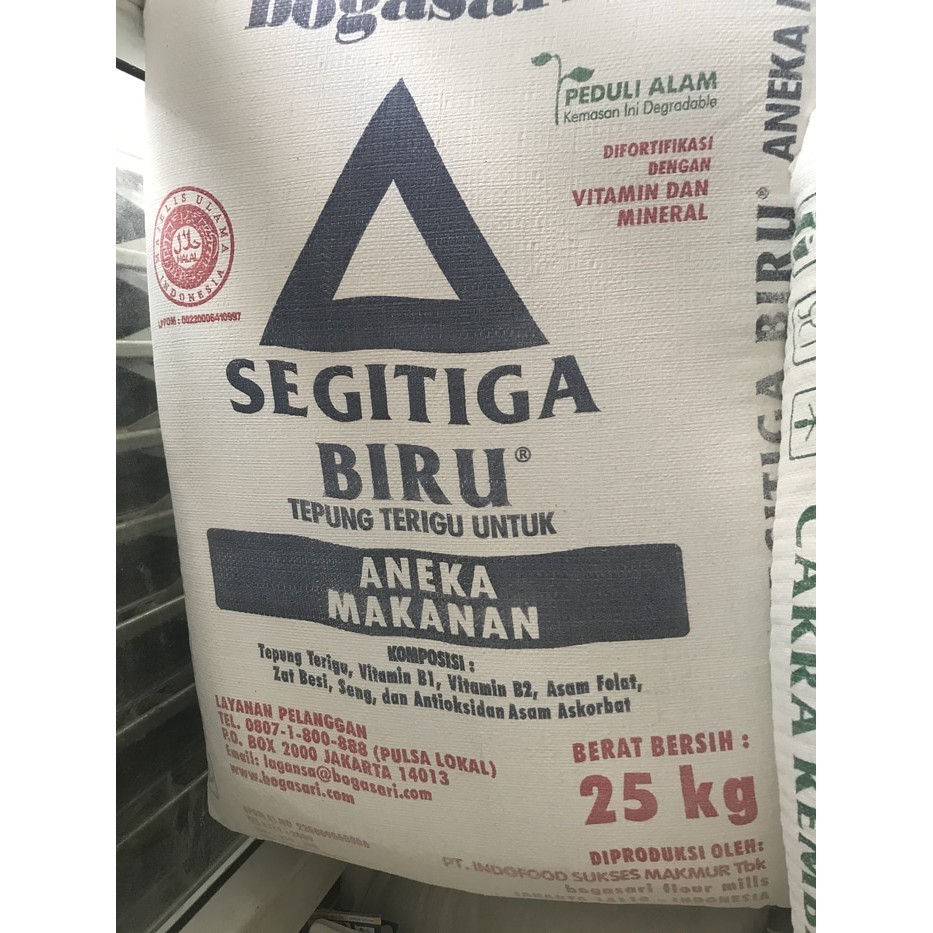 bogasari
PEDULI ALAM
Kemasan Ini Degradable
DIFORTIFIKASI
DENGAN
VITAMIN DAN
MINERAL
MAJELIS ULAMA
حلال
HALAL
INDONESIA
LPPOM : 00220006410997
SEGITIGA
BIRU®
TEPUNG TERIGU UNTUK
ANEKA
MAKANAN
KOMPOSISI :
Tepung Terigu, Vitamin B1, Vitamin B2, Asam Folat,
Zat Besi, Seng, dan Antioksidan Asam Askorbat
LAYANAN PELANGGAN
TEL. 0807-1-800-888 (PULSA LOKAL)
P.O. BOX 2000 JAKARTA 14013
Email: lagansa@bogasari.com
www.bogasari.com
BERAT BERSIH :
25 kg
DIPRODUKSI OLEH:
PT. INDOFOOD SUKSES MAKMUR Tbk
bogasari flour mills
INDONESIA
SEGITIGA BIRU® ANEKA
CAKRA KEMB